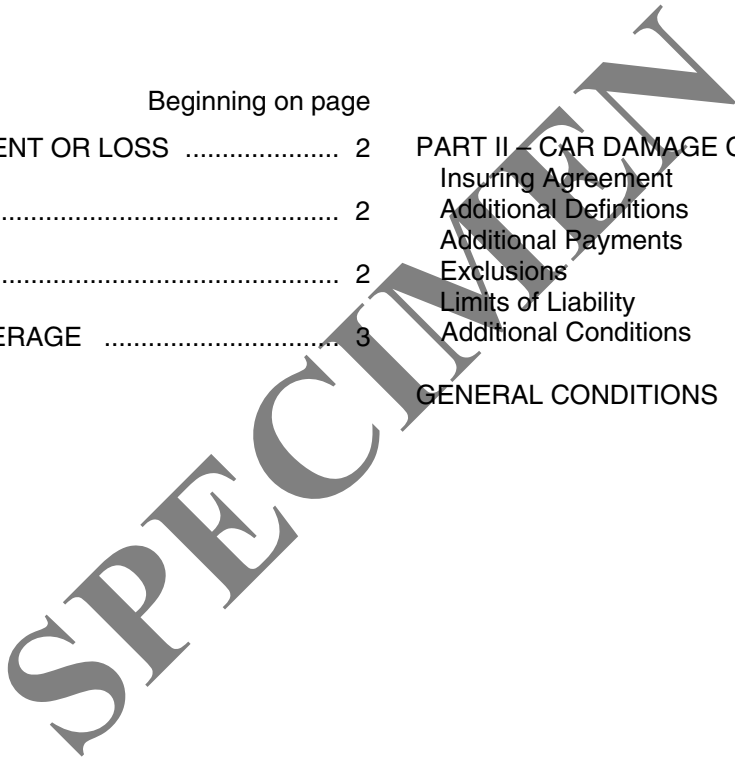 Beginning on page
ENT OR LOSS .................... 2
............................................. 2
............................................. 2
ERAGE ............................... 3
PART II – CAR DAMAGE
Insuring Agreement
Additional Definitions
Additional Payments
Exclusions
Limits of Liability
Additional Conditions
GENERAL CONDITIONS
SPECIMEN